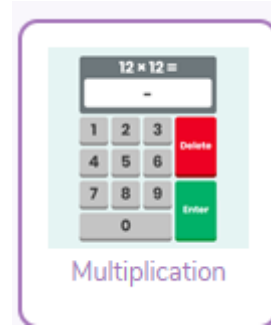 12 × 12 =
-
1 2 3 Delete
4 5 6
7 8 9 Enter
0
Multiplication